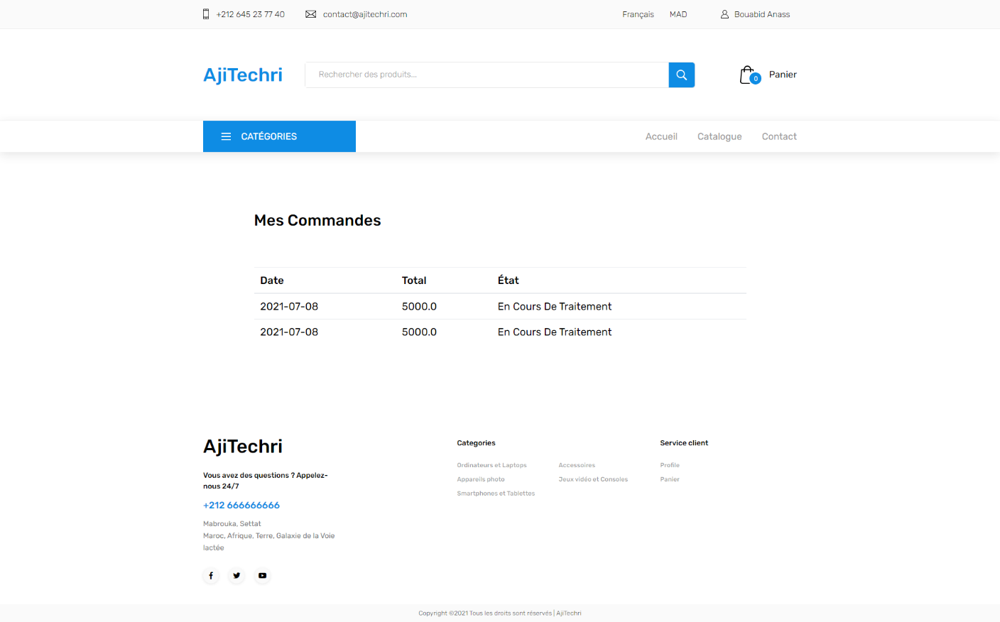 +212 645 23 77 40 contact@ajitechri.com Français MAD Bouabid Anass
AjiTechri Rechercher des produits... 0 Panier
CATÉGORIES Accueil Catalogue Contact
Mes Commandes
Date Total État
2021-07-08 5000.0 En Cours De Traitement
2021-07-08 5000.0 En Cours De Traitement
AjiTechri
Vous avez des questions ? Appelez-
nous 24/7
+212 666666666
Mabrouka, Settat
Maroc, Afrique, Terre, Galaxie de la Voie
lactée
Categories
Ordinateurs et Laptops Accessoires
Appareils photo Jeux vidéo et Consoles
Smartphones et Tablettes
Service client
Profile
Panier
Copyright ©2021 Tous les droits sont réservés | AjiTechri